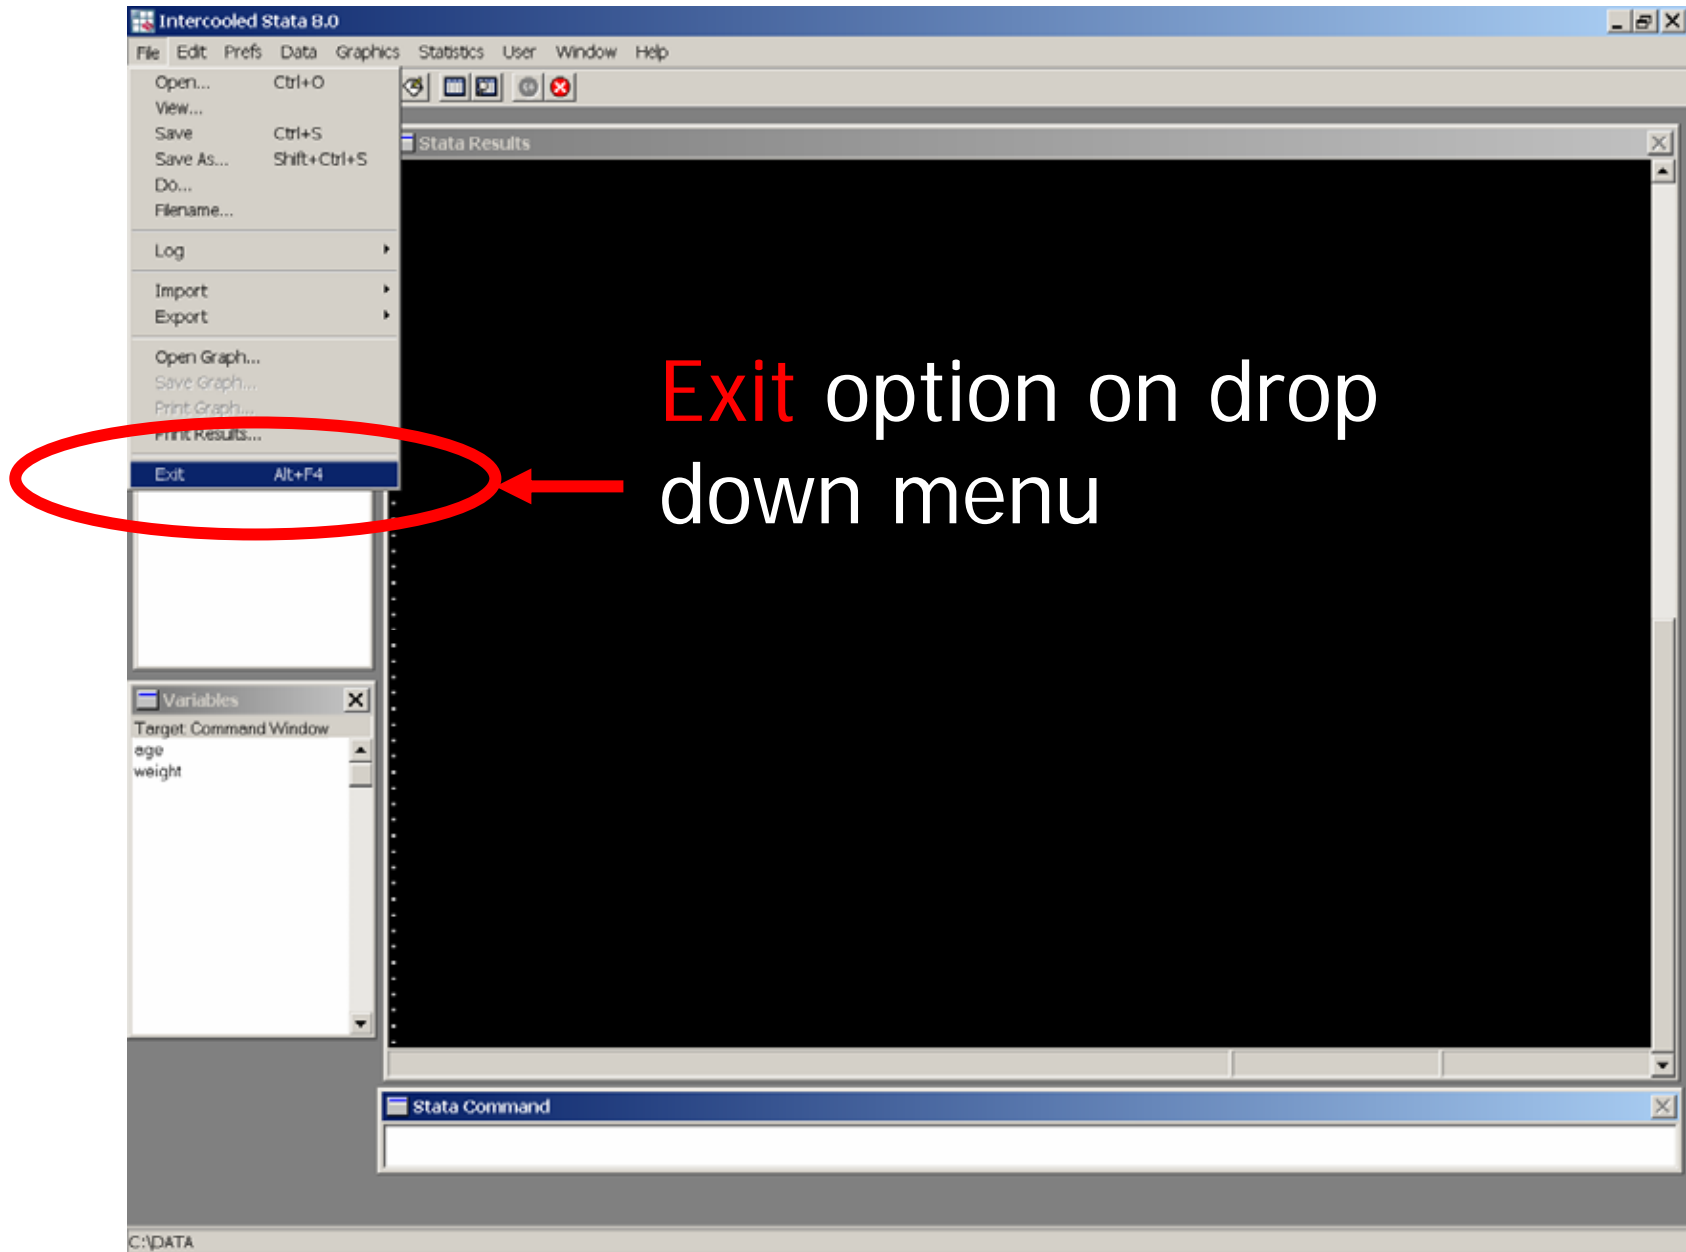 Intercooled Stata 8.0
File Edit Prefs Data Graphics Statistics User Window Help
Open... Ctrl+O
View...
Save Ctrl+S
Save As... Shift+Ctrl+S
Do...
Filename...
Log
Import
Export
Open Graph...
Save Graph...
Print Graph...
Print Results...
Exit Alt+F4
Stata Results
Exit option on drop
down menu
Variables
Target: Command Window
age
weight
Stata Command
C:\DATA